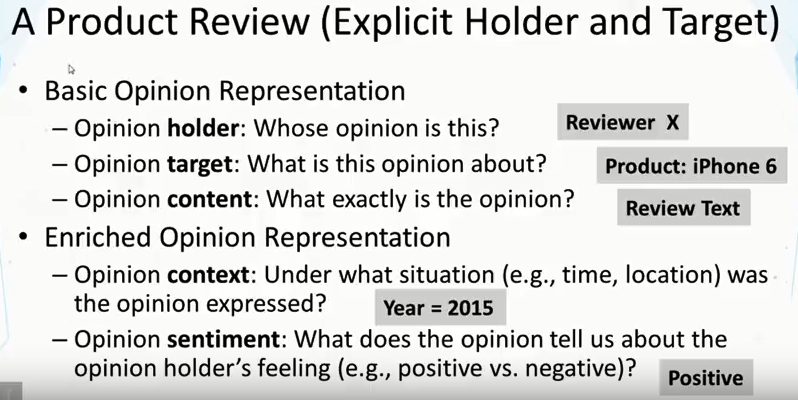 A Product Review (Explicit Holder and Target)
• Basic Opinion Representation
– Opinion holder: Whose opinion is this?
Reviewer X
– Opinion target: What is this opinion about?
Product: iPhone 6
– Opinion content: What exactly is the opinion?
Review Text
• Enriched Opinion Representation
– Opinion context: Under what situation (e.g., time, location) was
the opinion expressed?
Year = 2015
– Opinion sentiment: What does the opinion tell us about the
opinion holder's feeling (e.g., positive vs. negative)?
Positive